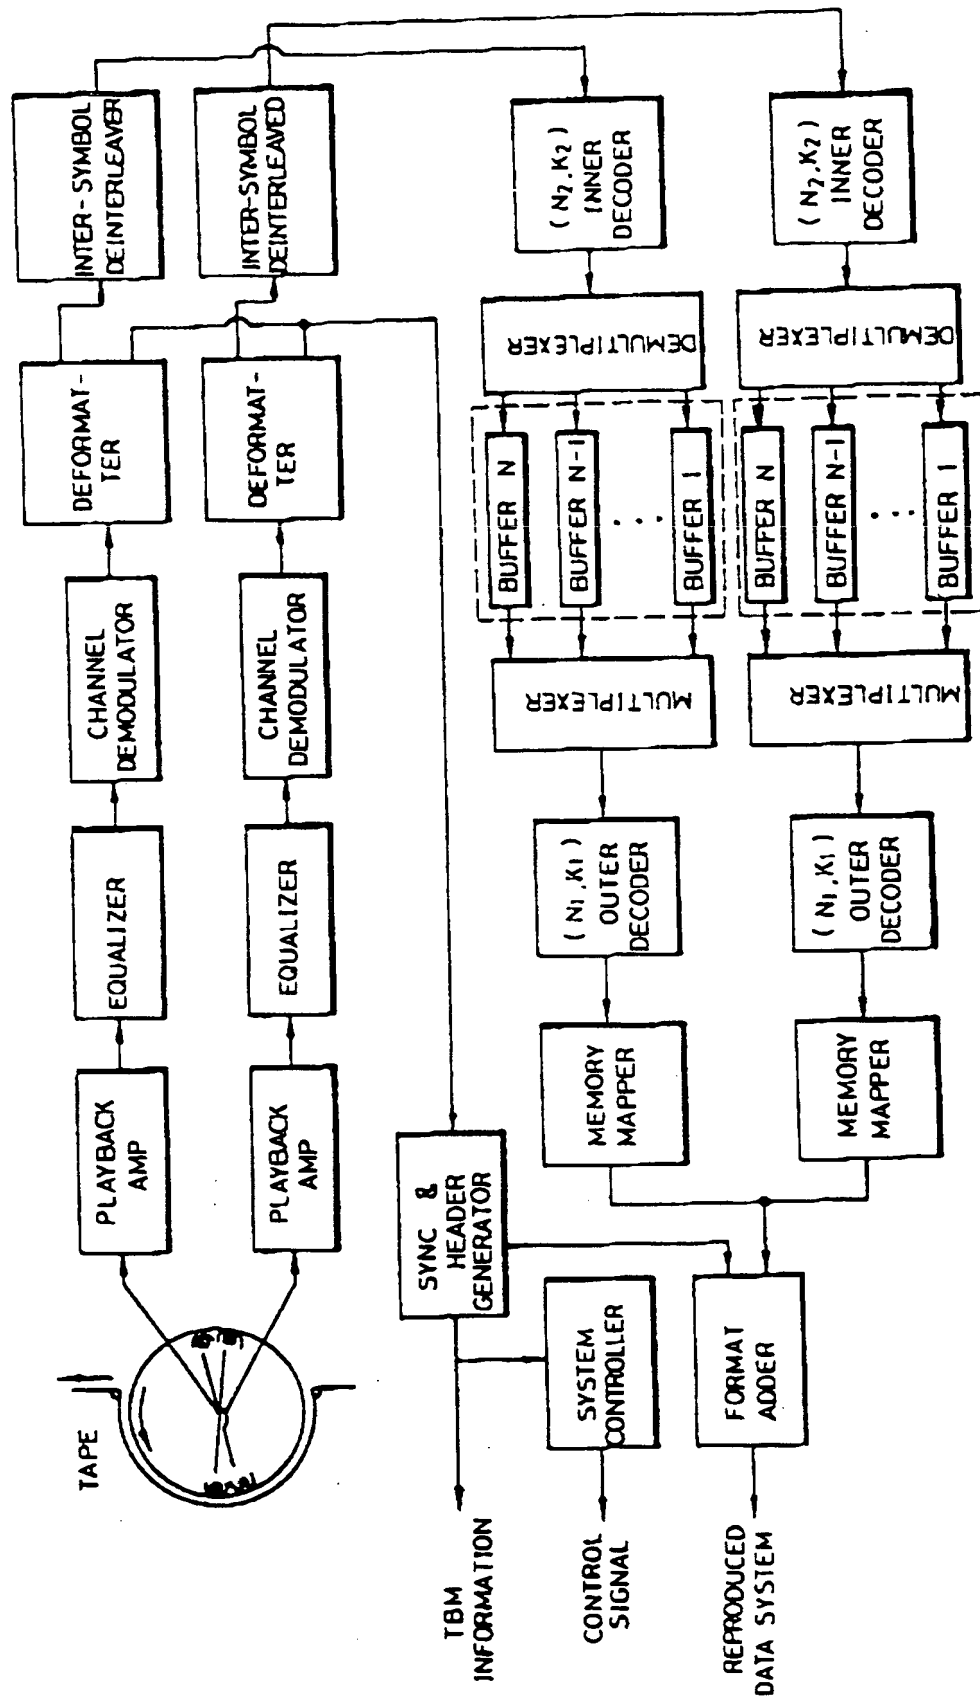 TAPE
PLAYBACK
AMP
EQUALIZER
CHANNEL
DEMODULATOR
DEFORMAT-
TER
INTER-SYMBOL
DEINTERLEAVER
PLAYBACK
AMP
EQUALIZER
CHANNEL
DEMODULATOR
DEFORMAT-
TER
INTER-SYMBOL
DEINTERLEAVED
TBM
INFORMATION
SYNC &
HEADER
GENERATOR
CONTROL
SIGNAL
SYSTEM
CONTROLLER
REPRODUCED
DATA SYSTEM
FORMAT
ADDER
MEMORY
MAPPER
(N1,K1)
OUTER
DECODER
MULTIPLEXER
BUFFER N
BUFFER N-1
...
BUFFER 1
DEMULTIPLEXER
(N2,K2)
INNER
DECODER
MEMORY
MAPPER
(N1,K1)
OUTER
DECODER
MULTIPLEXER
BUFFER N
BUFFER N-1
...
BUFFER 1
DEMULTIPLEXER
(N2,K2)
INNER
DECODER